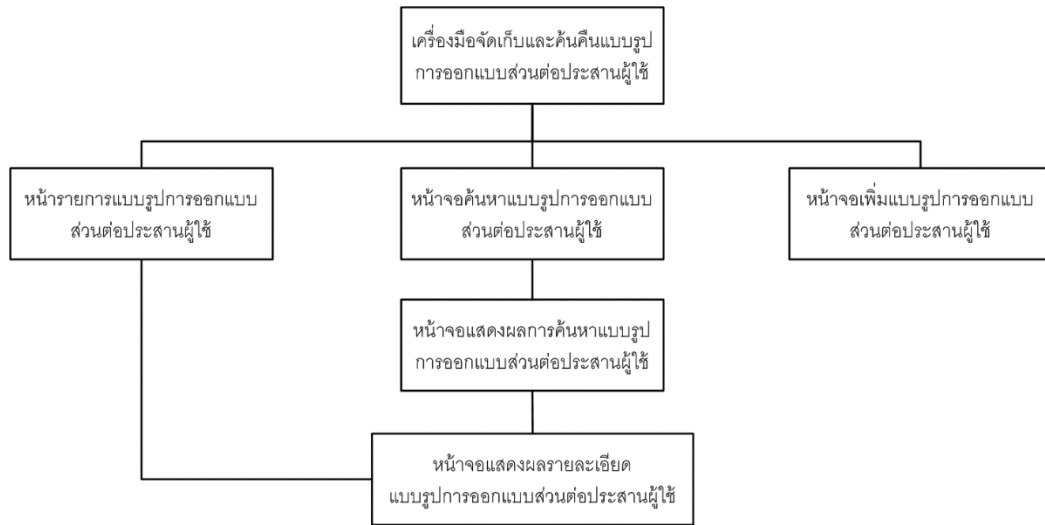 เครื่องมือจัดเก็บและค้นคืนแบบรูป
การออกแบบส่วนต่อประสานผู้ใช้
หน้ารายการแบบรูปการออกแบบ
ส่วนต่อประสานผู้ใช้
หน้าจอค้นหาแบบรูปการออกแบบ
ส่วนต่อประสานผู้ใช้
หน้าจอเพิ่มแบบรูปการออกแบบ
ส่วนต่อประสานผู้ใช้
หน้าจอแสดงผลการค้นหาแบบรูป
การออกแบบส่วนต่อประสานผู้ใช้
หน้าจอแสดงผลรายละเอียด
แบบรูปการออกแบบส่วนต่อประสานผู้ใช้